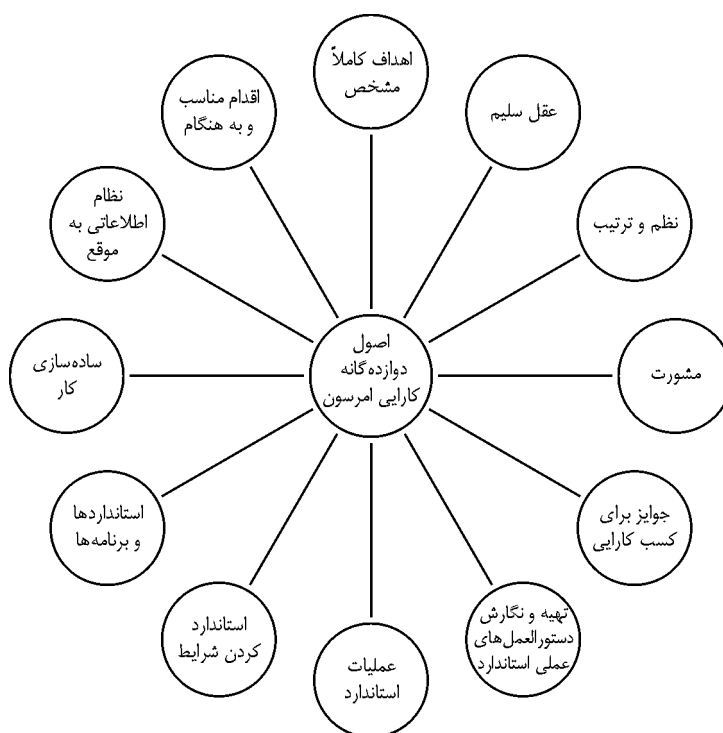 اهداف کاملاً
مشخص
عقل سلیم
نظم و ترتیب
مشورت
جوایز برای
کسب کارایی
تهیه و نگارش
دستورالعمل‌های
عملی استاندارد
عملیات
استاندارد
استاندارد
کردن شرایط
استانداردها
و برنامه‌ها
ساده‌سازی
کار
نظام
اطلاعاتی به
موقع
اقدام مناسب
و به هنگام
اصول
دوازده‌گانه
کارایی امرسون